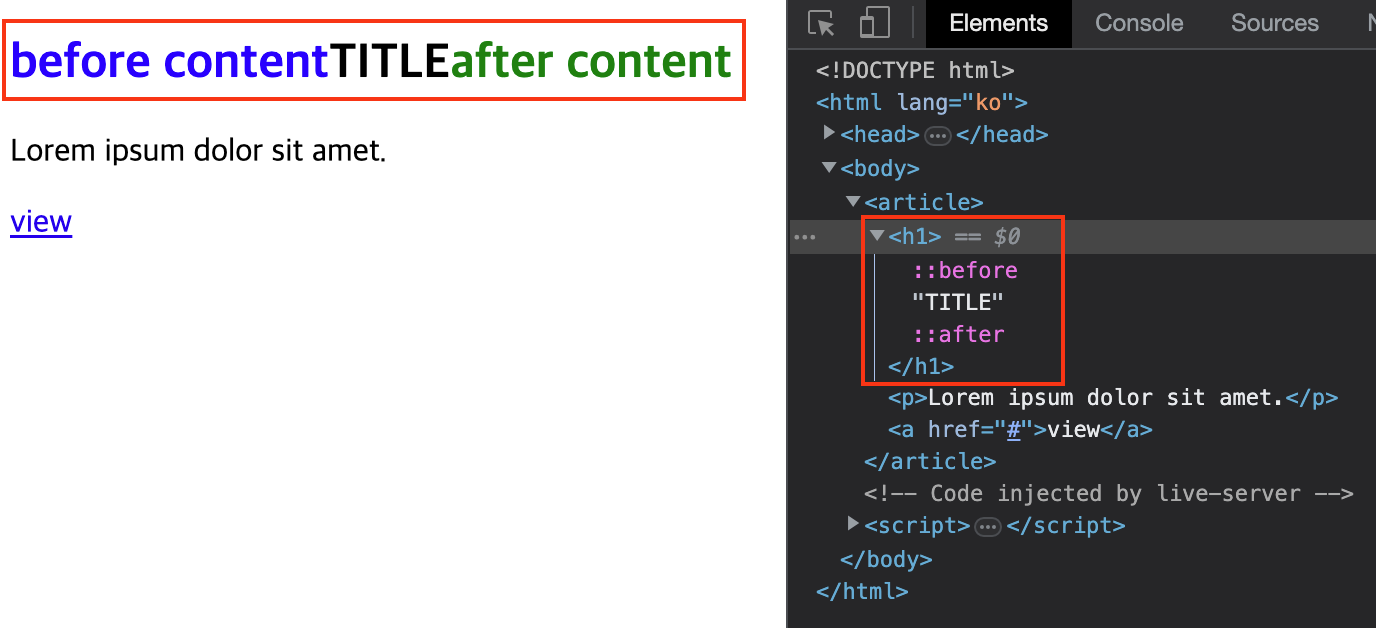 before contentTITLEafter content
Lorem ipsum dolor sit amet.
view
Elements Console Sources
<!DOCTYPE html>
<html lang="ko">
<head>…</head>
<body>
<article>
<h1> == $0
::before
"TITLE"
::after
</h1>
<p>Lorem ipsum dolor sit amet.</p>
<a href="#">view</a>
</article>
<!-- Code injected by live-server -->
<script>…</script>
</body>
</html>